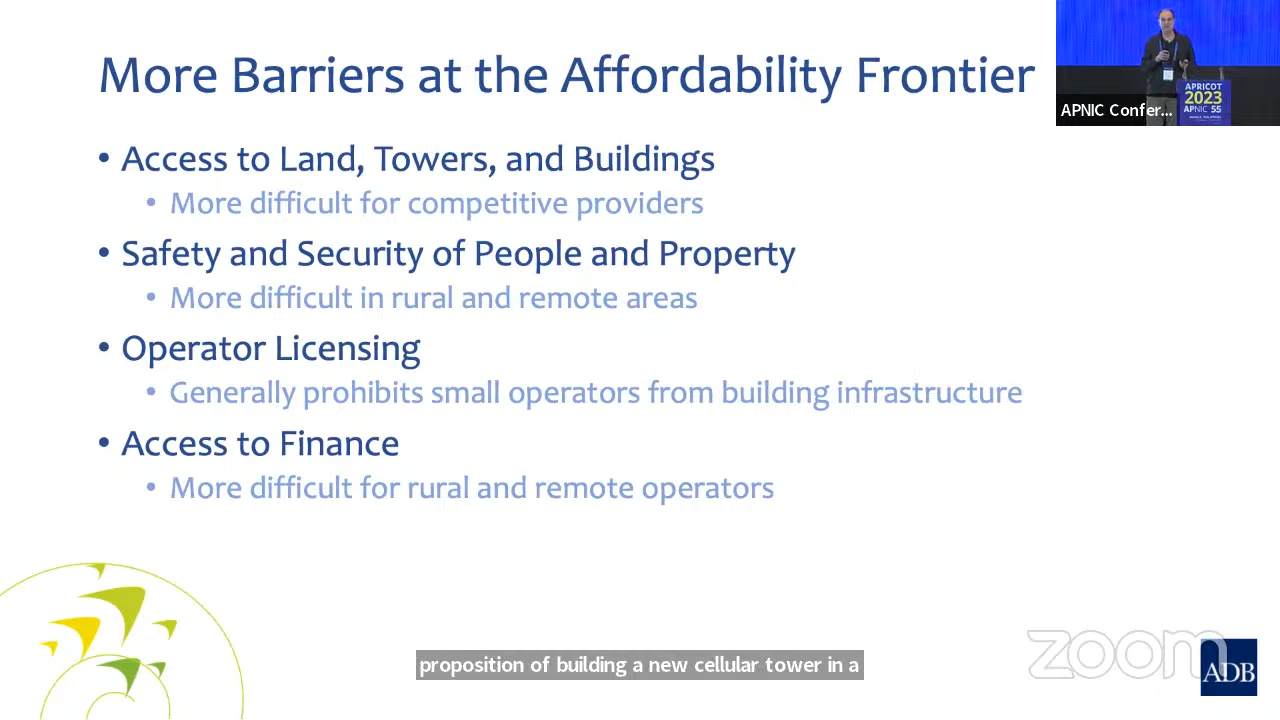 More Barriers at the Affordability Frontier
• Access to Land, Towers, and Buildings
• More difficult for competitive providers
• Safety and Security of People and Property
• More difficult in rural and remote areas
• Operator Licensing
• Generally prohibits small operators from building infrastructure
• Access to Finance
• More difficult for rural and remote operators
APRICOT
2023
APNIC 55
APNIC Confer...
proposition of building a new cellular tower in a
zoom
ADB